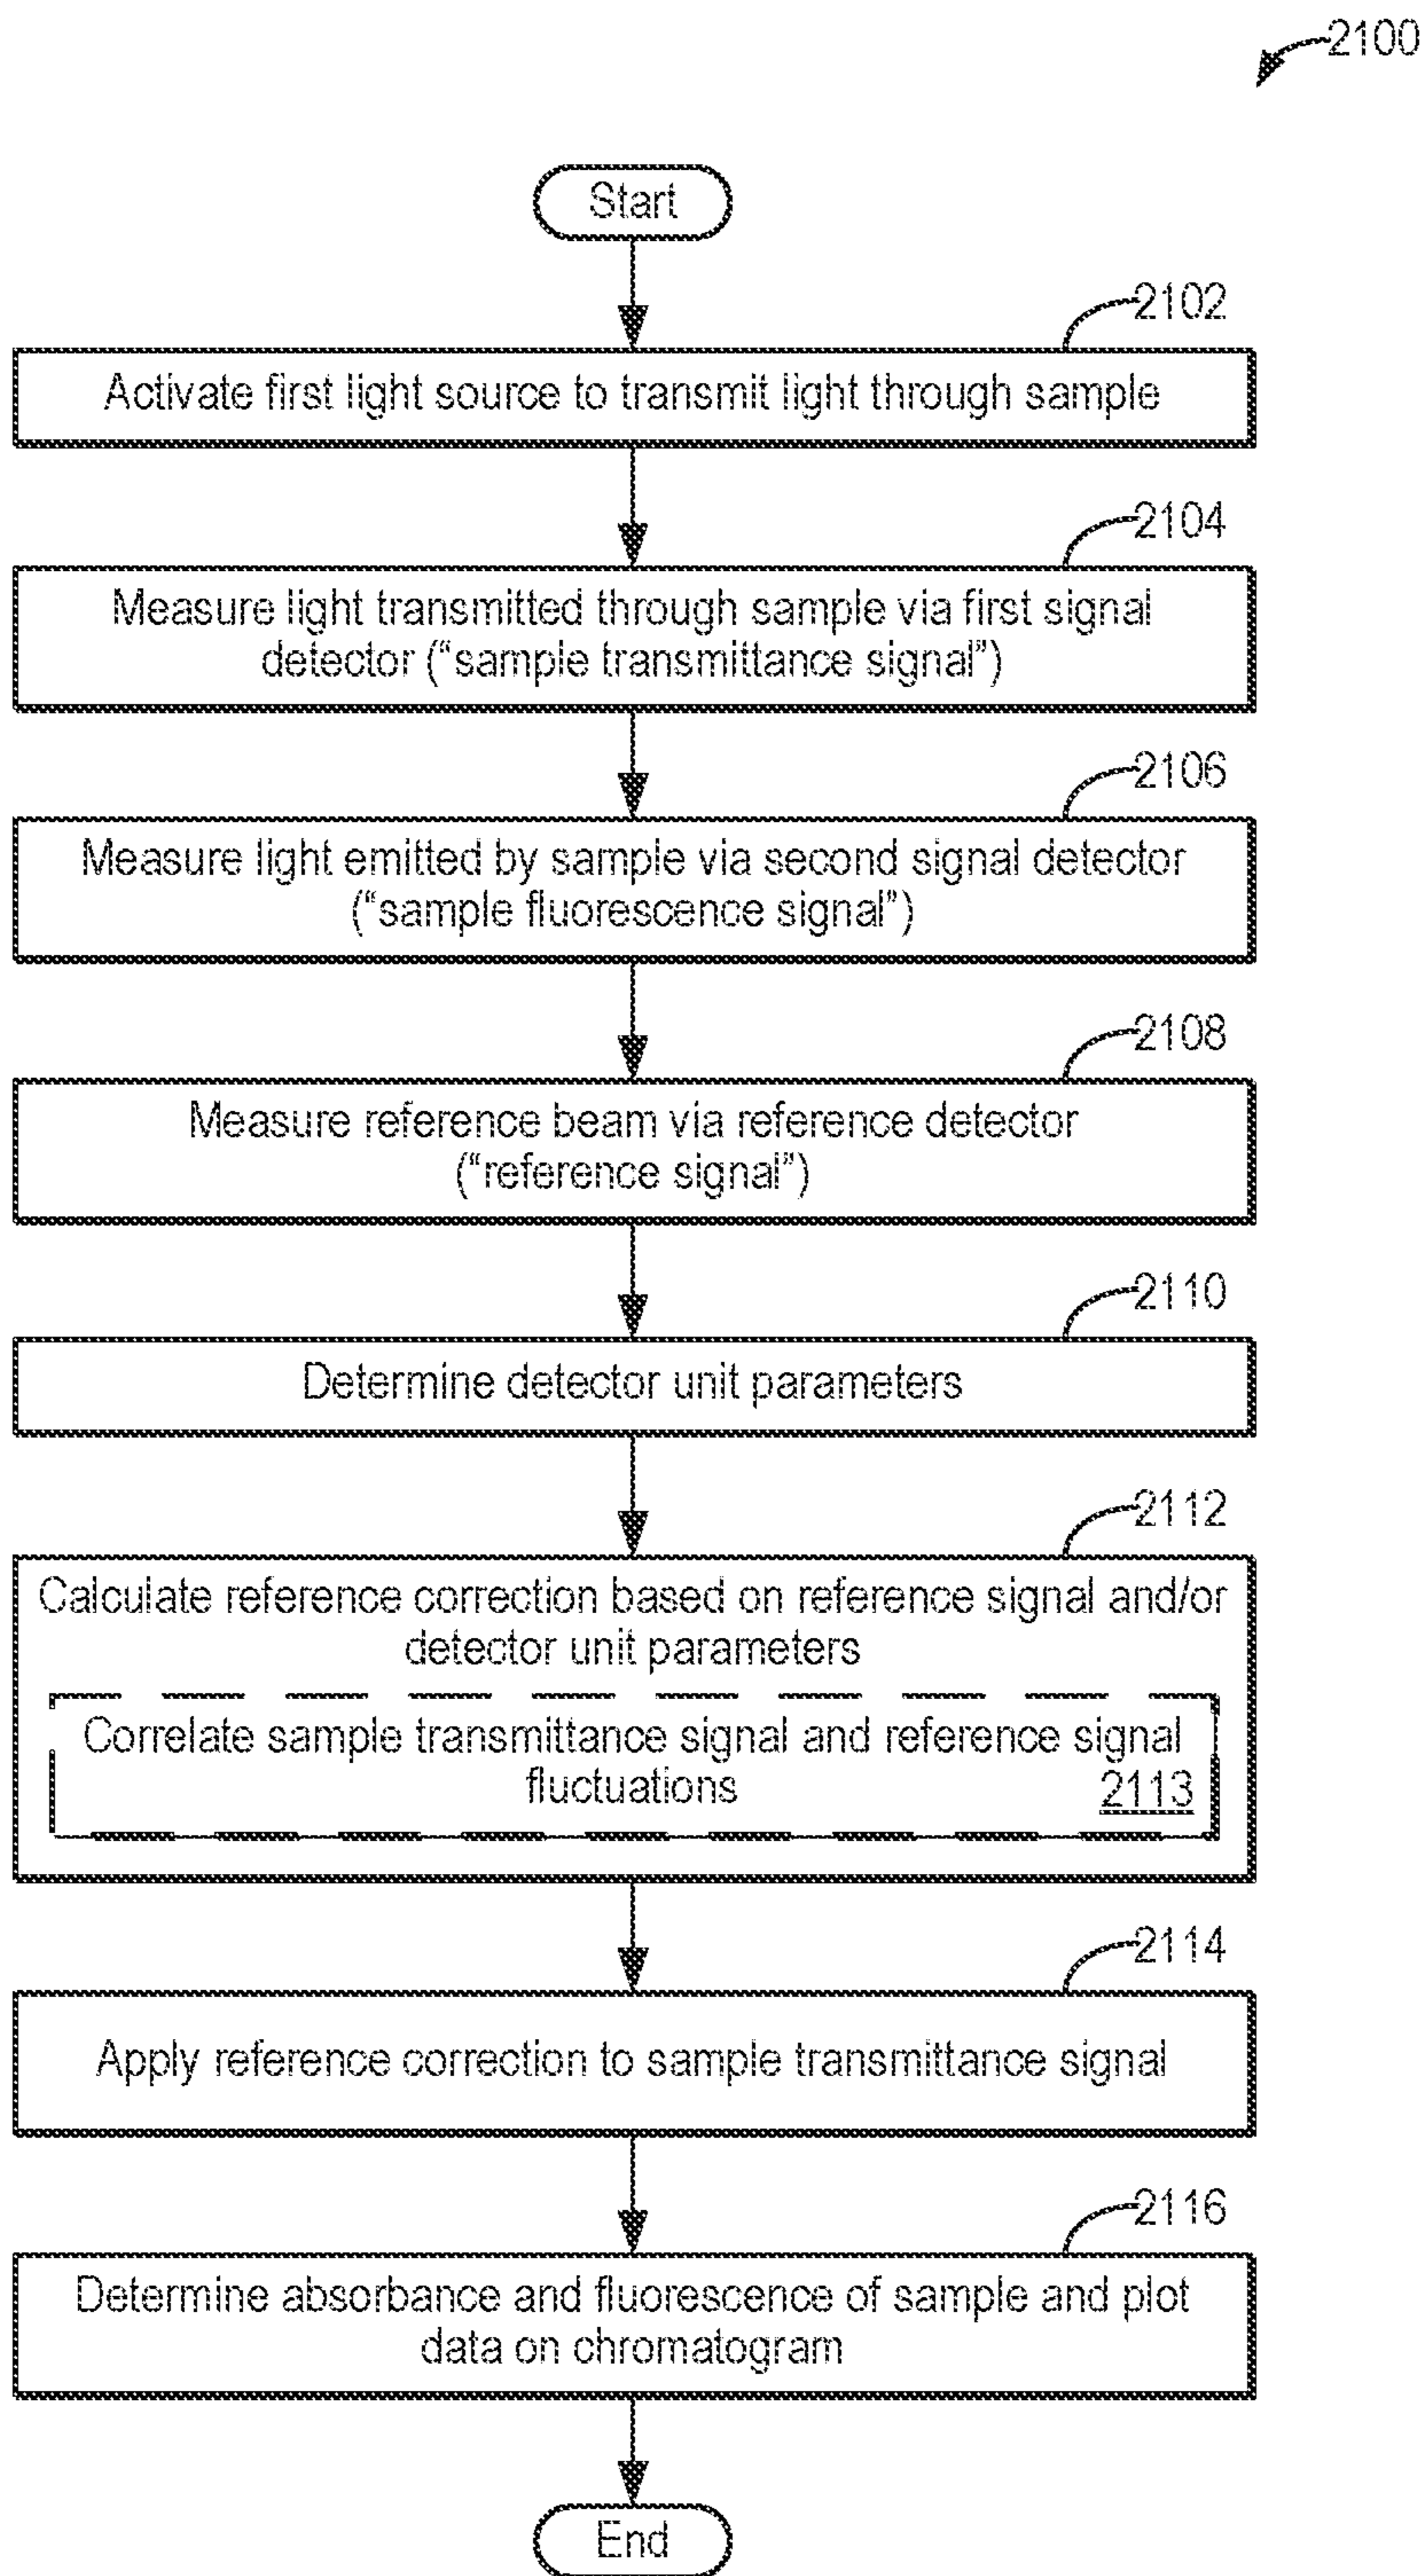 2100
Start
2102
Activate first light source to transmit light through sample
2104
Measure light transmitted through sample via first signal
detector (“sample transmittance signal”)
2106
Measure light emitted by sample via second signal detector
(“sample fluorescence signal”)
2108
Measure reference beam via reference detector
(“reference signal”)
2110
Determine detector unit parameters
2112
Calculate reference correction based on reference signal and/or
detector unit parameters
Correlate sample transmittance signal and reference signal
fluctuations 2113
2114
Apply reference correction to sample transmittance signal
2116
Determine absorbance and fluorescence of sample and plot
data on chromatogram
End